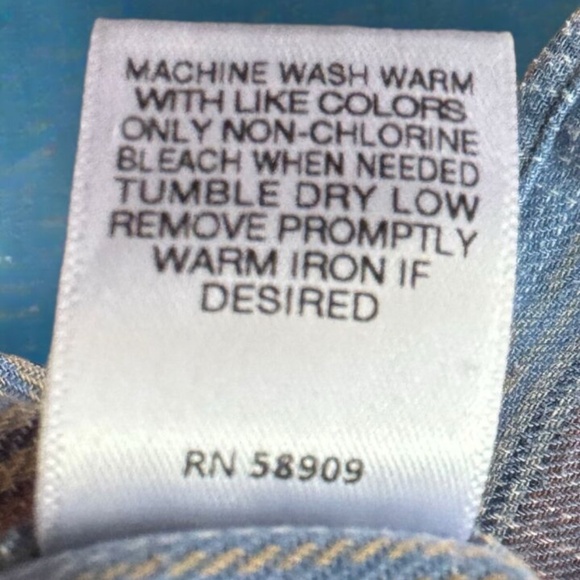 MACHINE WASH WARM
WITH LIKE COLORS
ONLY NON-CHLORINE
BLEACH WHEN NEEDED
TUMBLE DRY LOW
REMOVE PROMPTLY
WARM IRON IF
DESIRED
RN 58909